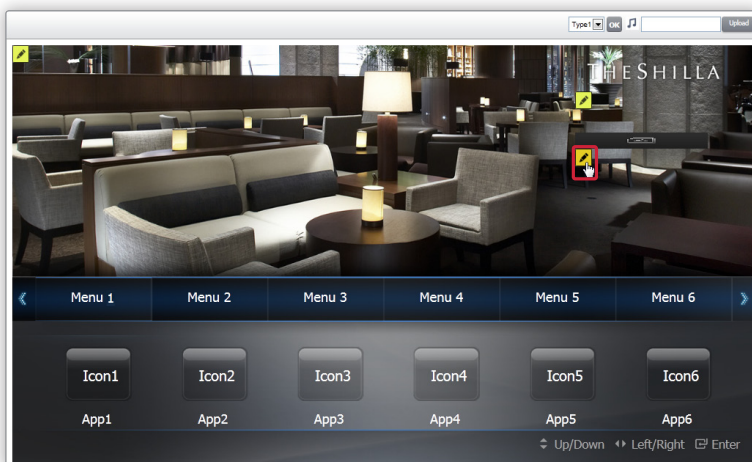 Type1 OK Upload
THESHILLA
Menu 1 Menu 2 Menu 3 Menu 4 Menu 5 Menu 6
Icon1 Icon2 Icon3 Icon4 Icon5 Icon6
App1 App2 App3 App4 App5 App6
Up/Down Left/Right Enter